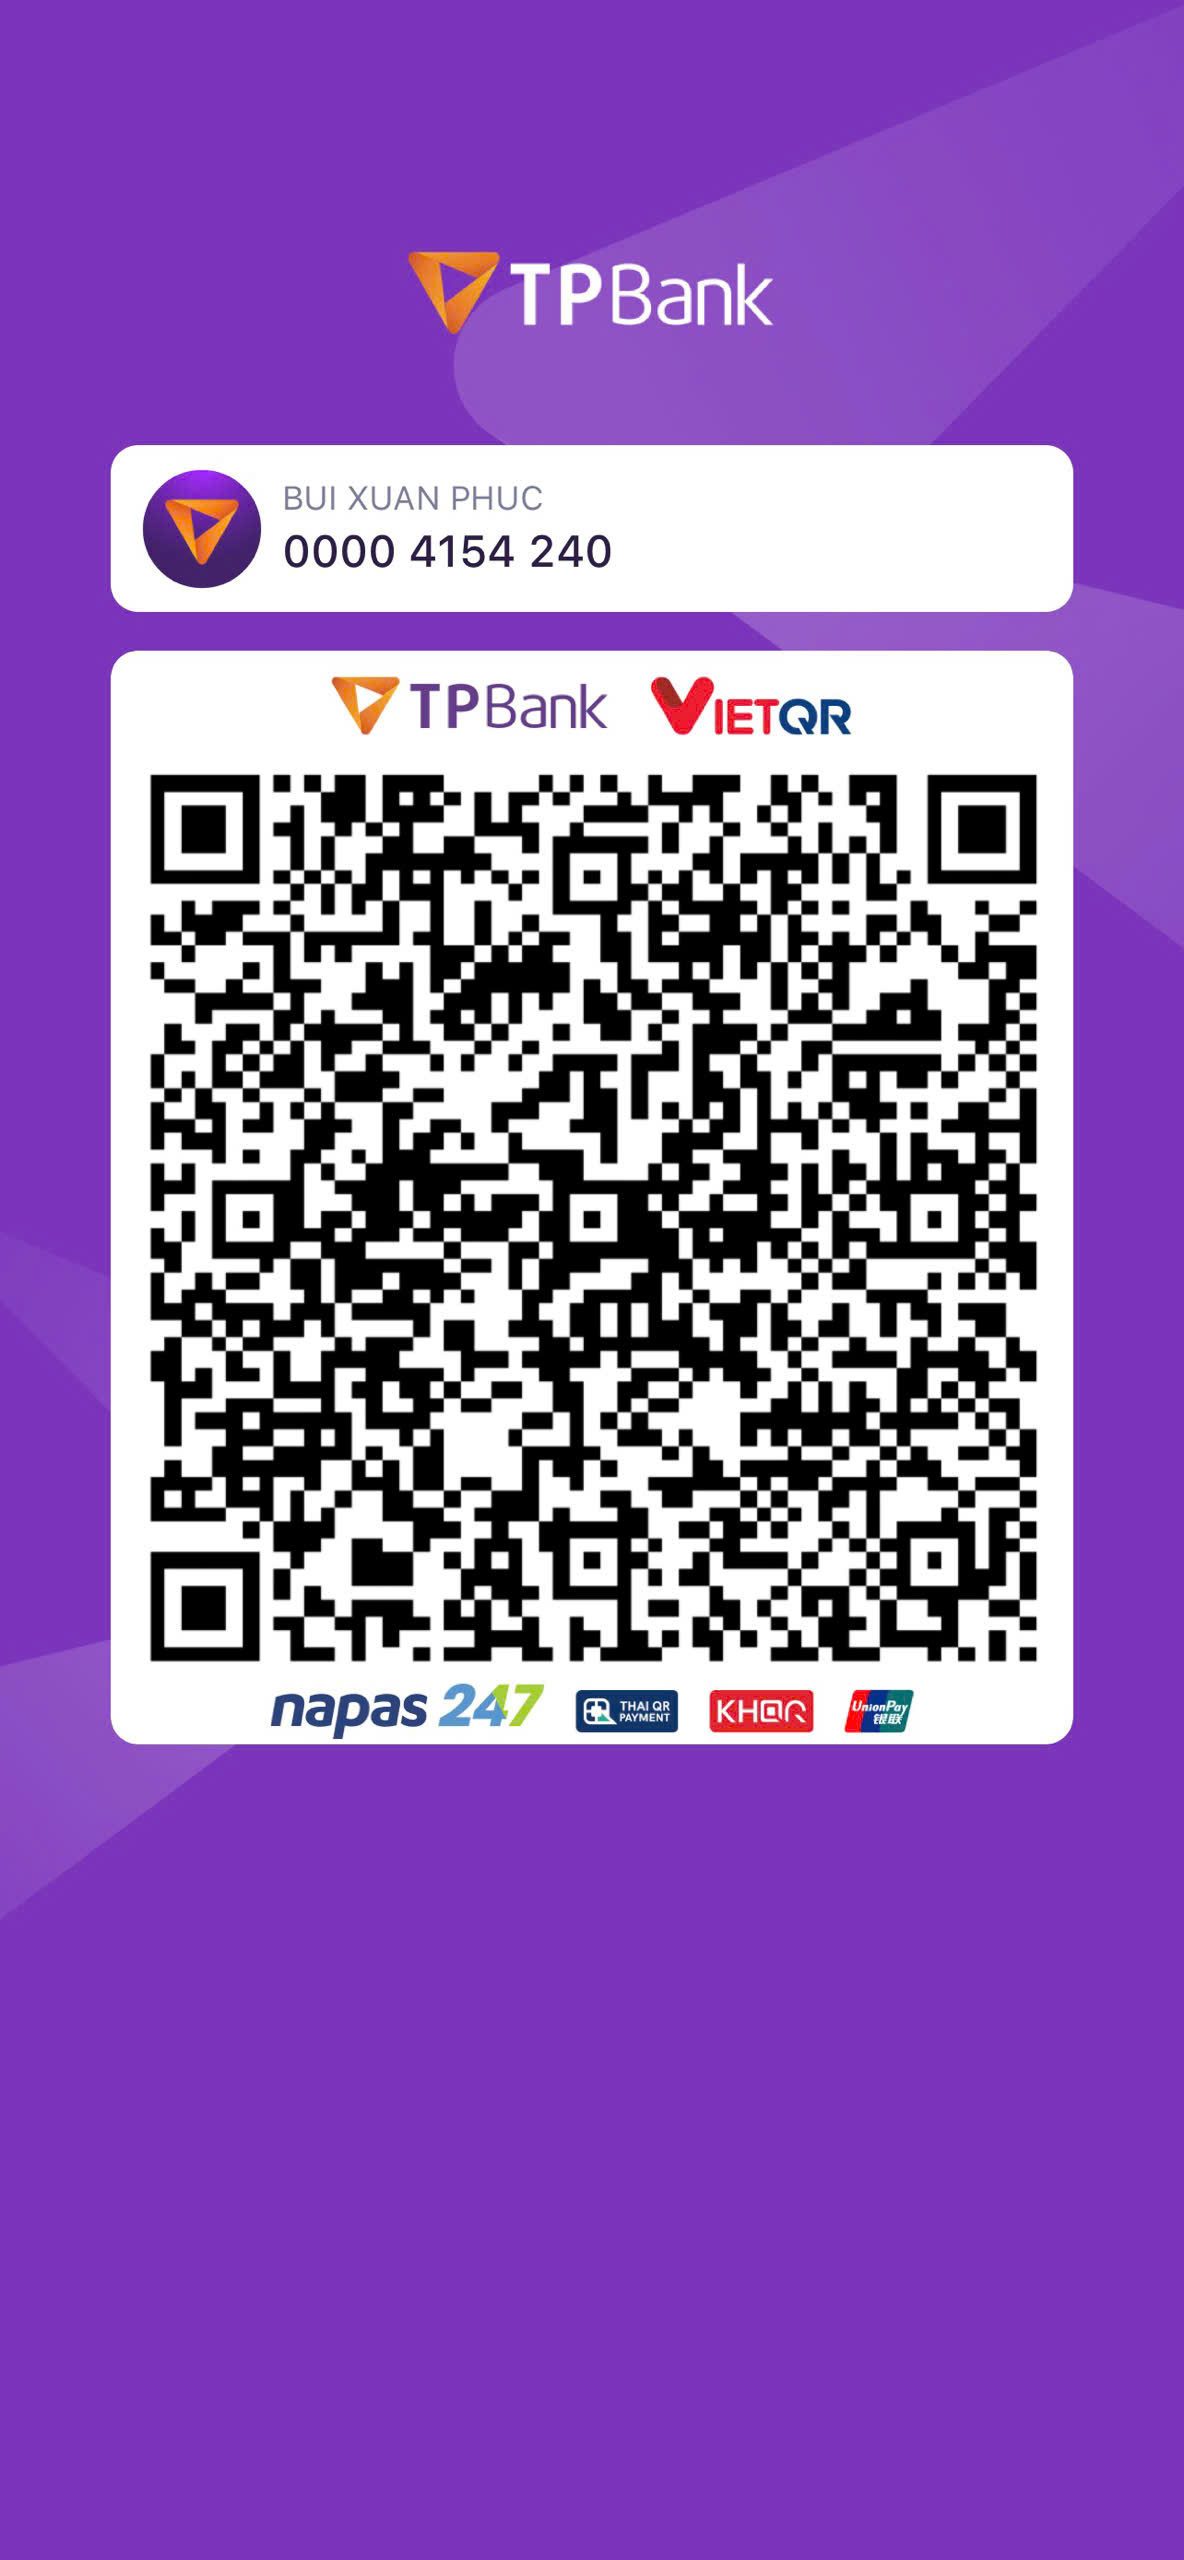 TPBank
BUI XUAN PHUC
0000 4154 240
TPBank VIETQR
napas 247 THAI QR PAYMENT KHQR UnionPay 银联